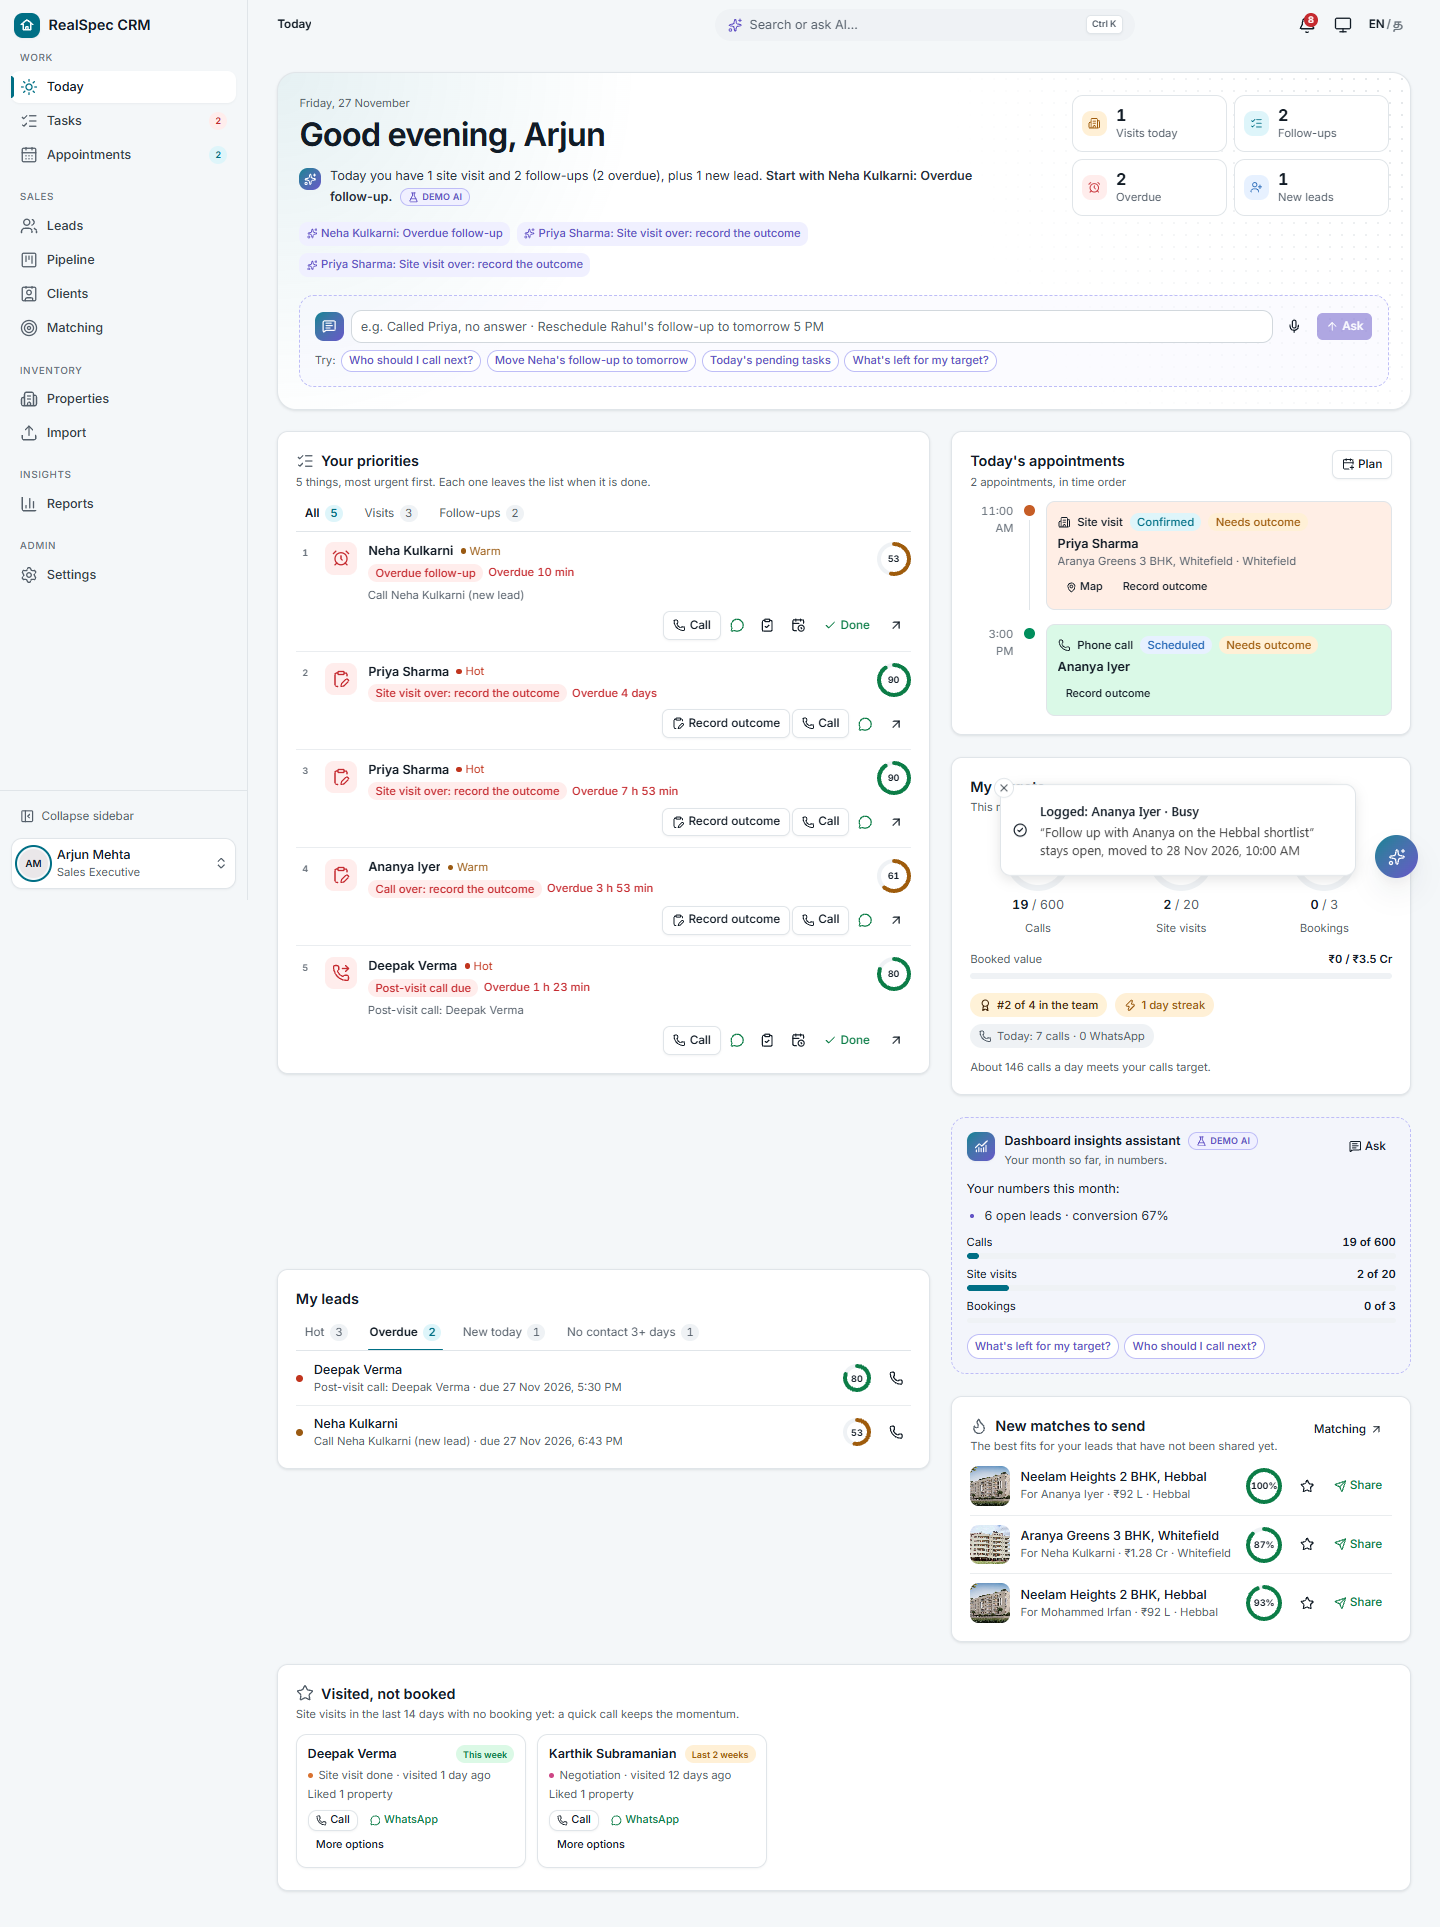 RealSpec CRM
WORK
Today
Tasks
2
Appointments
2
SALES
Leads
Pipeline
Clients
Matching
INVENTORY
Properties
Import
INSIGHTS
Reports
ADMIN
Settings
Collapse sidebar
AM
Arjun Mehta
Sales Executive
Today
Search or ask AI...
Ctrl K
8
EN / த
Friday, 27 November
Good evening, Arjun
Today you have 1 site visit and 2 follow-ups (2 overdue), plus 1 new lead. Start with Neha Kulkarni: Overdue
follow-up. DEMO AI
Neha Kulkarni: Overdue follow-up
Priya Sharma: Site visit over: record the outcome
Priya Sharma: Site visit over: record the outcome
1
Visits today
2
Follow-ups
2
Overdue
1
New leads
e.g. Called Priya, no answer · Reschedule Rahul's follow-up to tomorrow 5 PM
Ask
Try: Who should I call next? Move Neha's follow-up to tomorrow Today's pending tasks What's left for my target?
Your priorities
5 things, most urgent first. Each one leaves the list when it is done.
All 5 Visits 3 Follow-ups 2
1
Neha Kulkarni Warm
53
Overdue follow-up Overdue 10 min
Call Neha Kulkarni (new lead)
Call Done
2
Priya Sharma Hot
90
Site visit over: record the outcome Overdue 4 days
Record outcome Call
3
Priya Sharma Hot
90
Site visit over: record the outcome Overdue 7 h 53 min
Record outcome Call
4
Ananya Iyer Warm
61
Call over: record the outcome Overdue 3 h 53 min
Record outcome Call
5
Deepak Verma Hot
80
Post-visit call due Overdue 1 h 23 min
Post-visit call: Deepak Verma
Call Done
Today's appointments
Plan
2 appointments, in time order
11:00
AM
Site visit Confirmed Needs outcome
Priya Sharma
Aranya Greens 3 BHK, Whitefield · Whitefield
Map Record outcome
3:00
PM
Phone call Scheduled Needs outcome
Ananya Iyer
Record outcome
My
This
Logged: Ananya Iyer · Busy
“Follow up with Ananya on the Hebbal shortlist”
stays open, moved to 28 Nov 2026, 10:00 AM
19 / 600
Calls
2 / 20
Site visits
0 / 3
Bookings
Booked value
₹0 / ₹3.5 Cr
#2 of 4 in the team
1 day streak
Today: 7 calls · 0 WhatsApp
About 146 calls a day meets your calls target.
Dashboard insights assistant DEMO AI
Ask
Your month so far, in numbers.
Your numbers this month:
• 6 open leads · conversion 67%
Calls 19 of 600
Site visits 2 of 20
Bookings 0 of 3
What's left for my target? Who should I call next?
My leads
Hot 3 Overdue 2 New today 1 No contact 3+ days 1
Deepak Verma
Post-visit call: Deepak Verma · due 27 Nov 2026, 5:30 PM
80
Neha Kulkarni
Call Neha Kulkarni (new lead) · due 27 Nov 2026, 6:43 PM
53
New matches to send
Matching
The best fits for your leads that have not been shared yet.
Neelam Heights 2 BHK, Hebbal
For Ananya Iyer · ₹92 L · Hebbal
100%
Share
Aranya Greens 3 BHK, Whitefield
For Neha Kulkarni · ₹1.28 Cr · Whitefield
87%
Share
Neelam Heights 2 BHK, Hebbal
For Mohammed Irfan · ₹92 L · Hebbal
93%
Share
Visited, not booked
Site visits in the last 14 days with no booking yet: a quick call keeps the momentum.
Deepak Verma This week
Site visit done · visited 1 day ago
Liked 1 property
Call WhatsApp
More options
Karthik Subramanian Last 2 weeks
Negotiation · visited 12 days ago
Liked 1 property
Call WhatsApp
More options